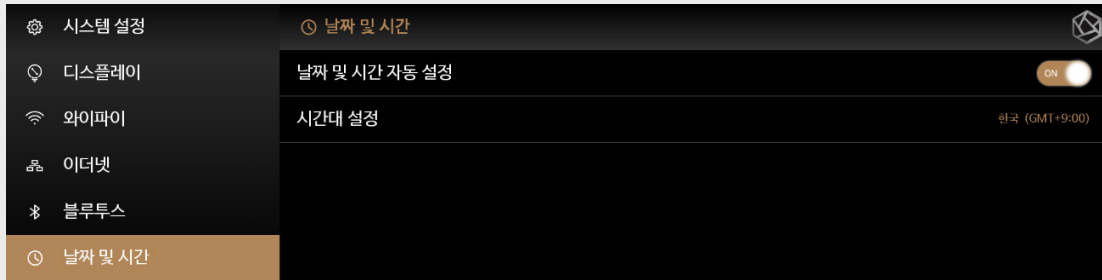 시스템 설정
디스플레이
와이파이
이더넷
블루투스
날짜 및 시간
날짜 및 시간
날짜 및 시간 자동 설정
ON
시간대 설정
한국 (GMT+9:00)